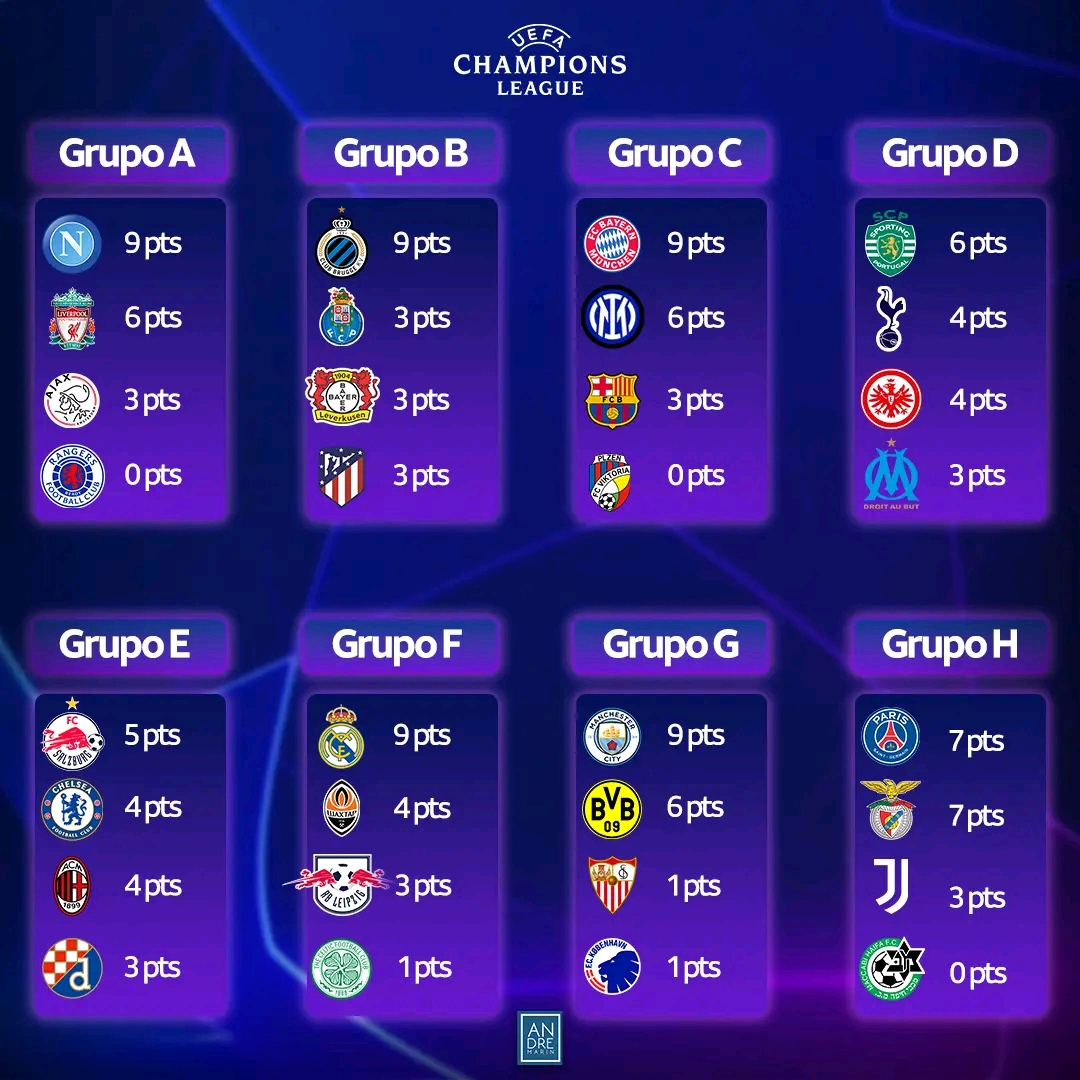 UEFA
CHAMPIONS
LEAGUE
Grupo A
N 9 pts
LIVERPOOL 6 pts
AJAX 3 pts
RANGERS READY FOOTBALL CLUB 0 pts
Grupo B
CLUB BRUGGE K.V 9 pts
FCP 3 pts
1904 BAYER BAYER Leverkusen 3 pts
3 pts
Grupo C
FC BAYERN MÜNCHEN 9 pts
6 pts
FCB 3 pts
PLZEN FC VIKTORIA 0 pts
Grupo D
SCP SPORTING PORTUGAL 6 pts
4 pts
4 pts
DROIT AU BUT 3 pts
Grupo E
FC SALZBURG 5 pts
CHELSEA FOOTBALL CLUB 4 pts
ACM 1899 4 pts
d 3 pts
Grupo F
9 pts
ШАХТАР 4 pts
RB LEIPZIG 3 pts
THE CELTIC FOOTBALL CLUB 1888 1 pts
Grupo G
MANCHESTER CITY 9 pts
BVB 09 6 pts
1 pts
F.C. KØBENHAVN 1 pts
Grupo H
PARIS SAINT-GERMAIN 7 pts
7 pts
J 3 pts
MACCABI HAIFA F.C. 0 pts
AN
DRE
MARIN